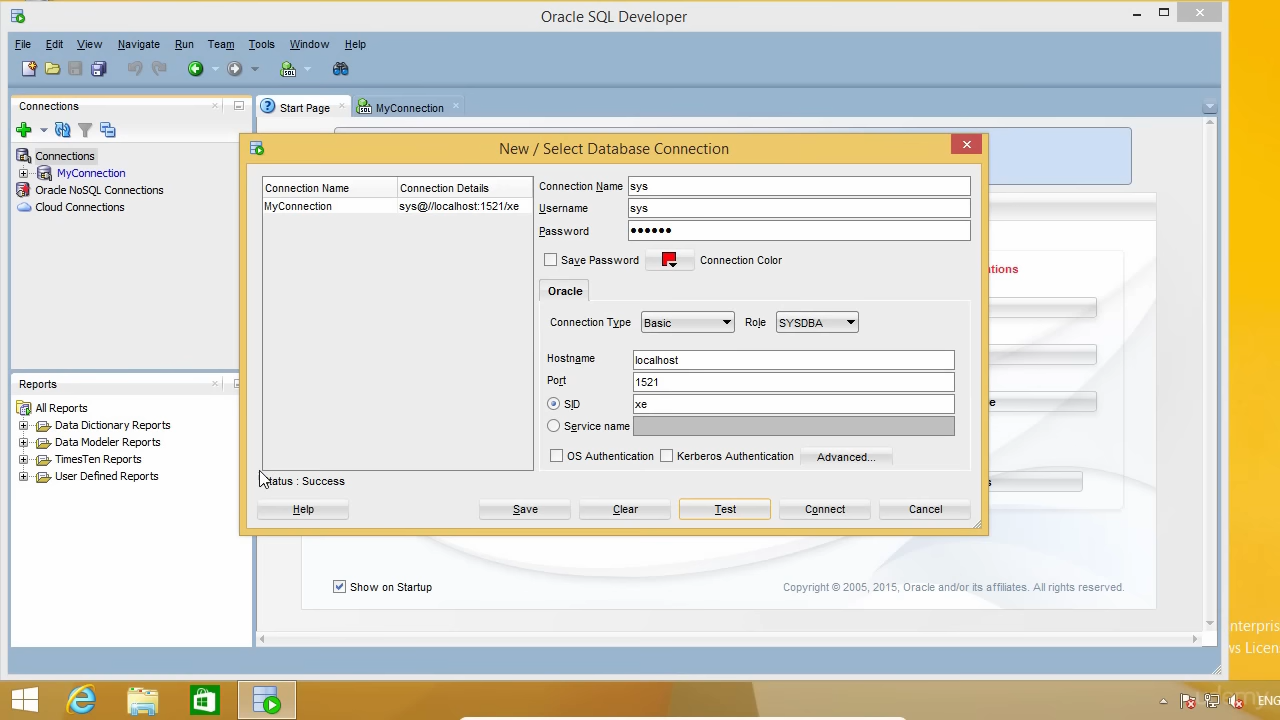 Oracle SQL Developer
File Edit View Navigate Run Team Tools Window Help
Connections
Start Page
MyConnection
Connections
MyConnection
Oracle NoSQL Connections
Cloud Connections
Reports
All Reports
Data Dictionary Reports
Data Modeler Reports
TimesTen Reports
User Defined Reports
New / Select Database Connection
Connection Name Connection Details
MyConnection sys@//localhost:1521/xe
Connection Name sys
Username sys
Password ••••••
Save Password Connection Color
Oracle
Connection Type Basic Role SYSDBA
Hostname localhost
Port 1521
SID xe
Service name
OS Authentication Kerberos Authentication Advanced...
Status : Success
Help Save Clear Test Connect Cancel
Show on Startup
Copyright © 2005, 2015, Oracle and/or its affiliates. All rights reserved.
ENG